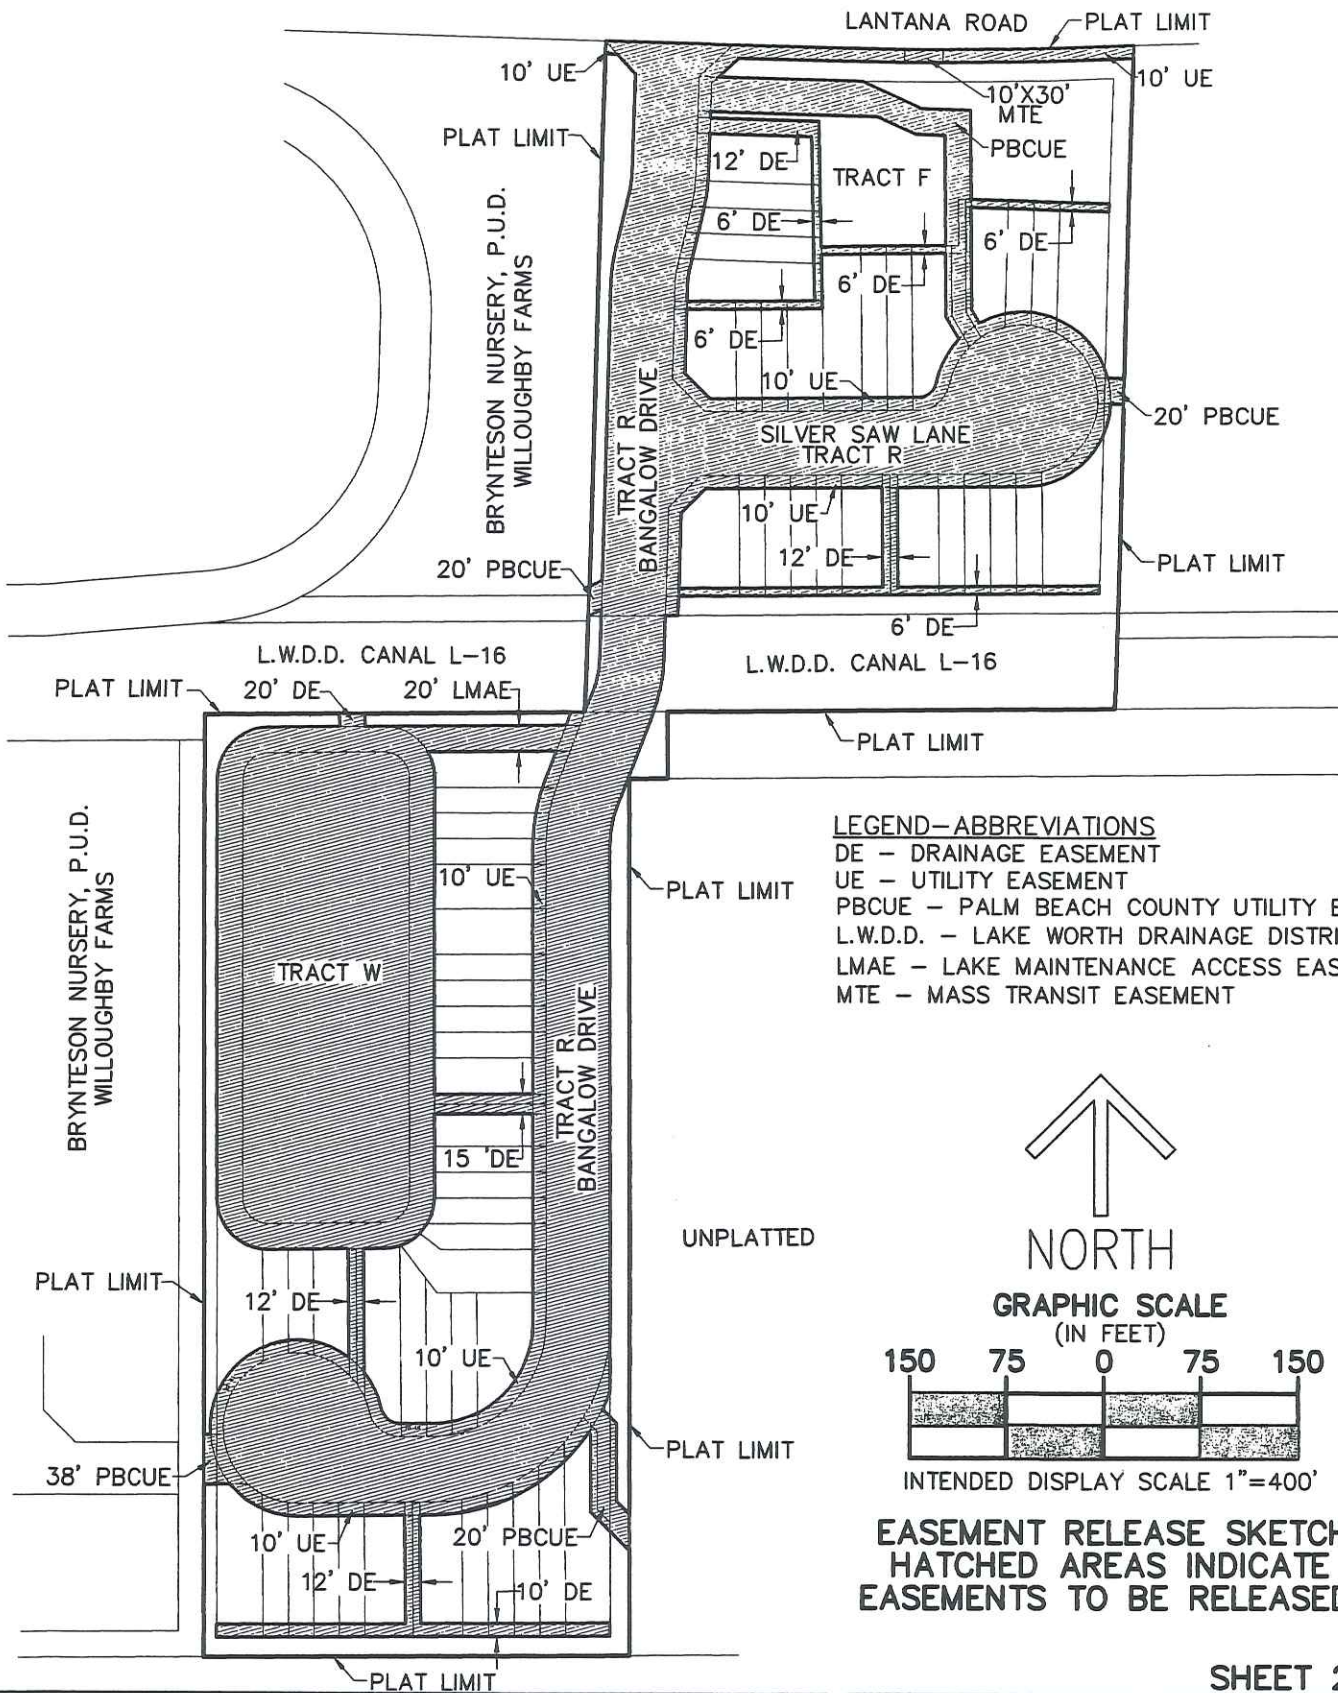 LANTANA ROAD
PLAT LIMIT
10' UE
10' UE
10'X30'
MTE
PLAT LIMIT
PBCUE
12' DE
TRACT F
BRYNTESON NURSERY, P.U.D.
WILLOUGHBY FARMS
6' DE
6' DE
6' DE
6' DE
10' UE
20' PBCUE
SILVER SAW LANE
TRACT R
TRACT R
BANGALOW DRIVE
10' UE
12' DE
PLAT LIMIT
20' PBCUE
6' DE
L.W.D.D. CANAL L-16
L.W.D.D. CANAL L-16
PLAT LIMIT
20' DE
20' LMAE
PLAT LIMIT
BRYNTESON NURSERY, P.U.D.
WILLOUGHBY FARMS
LEGEND-ABBREVIATIONS
DE - DRAINAGE EASEMENT
UE - UTILITY EASEMENT
PBCUE - PALM BEACH COUNTY UTILITY
L.W.D.D. - LAKE WORTH DRAINAGE DISTRI
LMAE - LAKE MAINTENANCE ACCESS EAS
MTE - MASS TRANSIT EASEMENT
10' UE
PLAT LIMIT
TRACT W
TRACT R
BANGALOW DRIVE
15 'DE
UNPLATTED
NORTH
PLAT LIMIT
12' DE
GRAPHIC SCALE
(IN FEET)
150 75 0 75 150
10' UE
PLAT LIMIT
38' PBCUE
INTENDED DISPLAY SCALE 1"=400'
10' UE
20' PBCUE
12' DE
10' DE
EASEMENT RELEASE SKETCH
HATCHED AREAS INDICATE
EASEMENTS TO BE RELEASED
PLAT LIMIT
SHEET 2